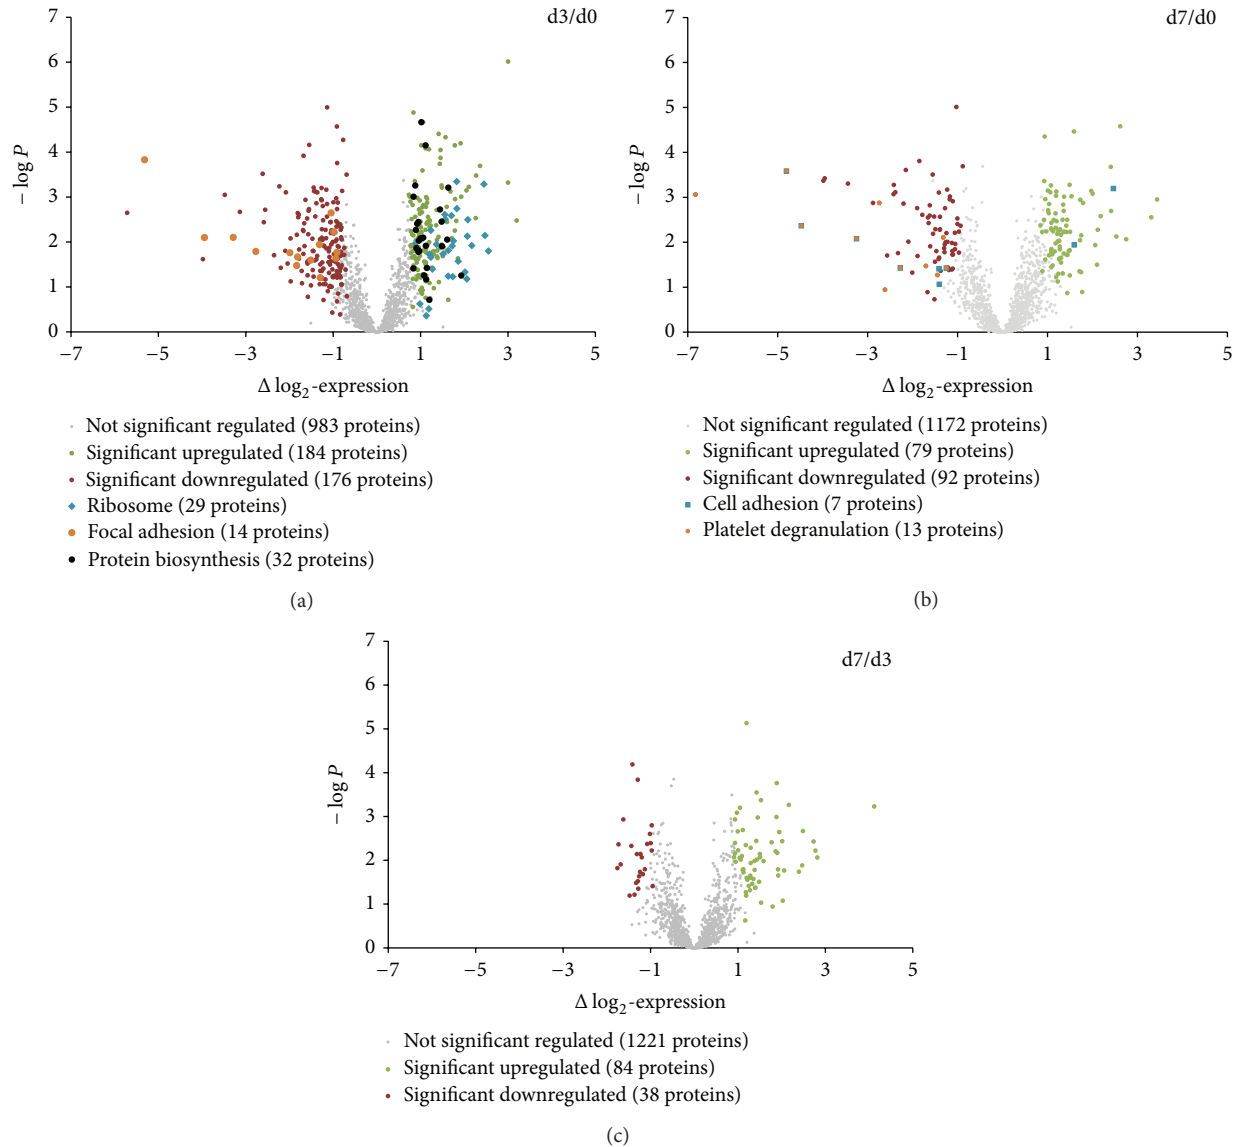 d3/d0
7
6
5
4
3
2
1
0
− log P
−7
−5
−3
−1
1
3
5
Δ log2-expression
Not significant regulated (983 proteins)
Significant upregulated (184 proteins)
Significant downregulated (176 proteins)
Ribosome (29 proteins)
Focal adhesion (14 proteins)
Protein biosynthesis (32 proteins)
(a)
d7/d0
7
6
5
4
3
2
1
0
− log P
−7
−5
−3
−1
1
3
5
Δ log2-expression
Not significant regulated (1172 proteins)
Significant upregulated (79 proteins)
Significant downregulated (92 proteins)
Cell adhesion (7 proteins)
Platelet degranulation (13 proteins)
(b)
d7/d3
7
6
5
4
3
2
1
0
− log P
−7
−5
−3
−1
1
3
5
Δ log2-expression
Not significant regulated (1221 proteins)
Significant upregulated (84 proteins)
Significant downregulated (38 proteins)
(c)